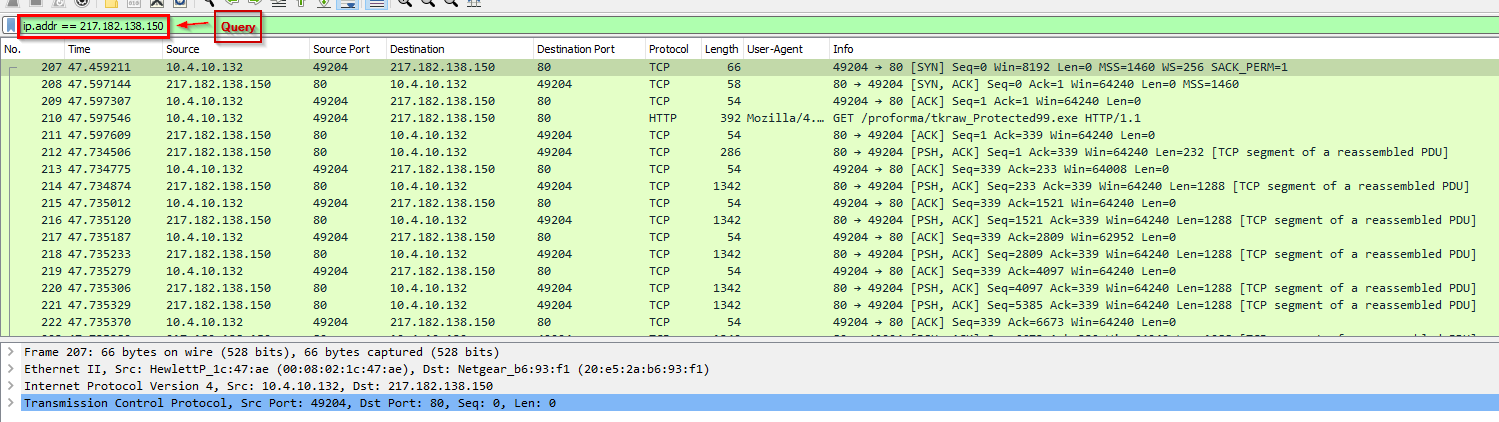 ip.addr == 217.182.138.150 Query
No. Time Source Source Port Destination Destination Port Protocol Length User-Agent Info
207 47.459211 10.4.10.132 49204 217.182.138.150 80 TCP 66 49204 → 80 [SYN] Seq=0 Win=8192 Len=0 MSS=1460 WS=256 SACK_PERM=1
208 47.597144 217.182.138.150 80 10.4.10.132 49204 TCP 58 80 → 49204 [SYN, ACK] Seq=0 Ack=1 Win=64240 Len=0 MSS=1460
209 47.597307 10.4.10.132 49204 217.182.138.150 80 TCP 54 49204 → 80 [ACK] Seq=1 Ack=1 Win=64240 Len=0
210 47.597546 10.4.10.132 49204 217.182.138.150 80 HTTP 392 Mozilla/4.… GET /proforma/tkraw_Protected99.exe HTTP/1.1
211 47.597609 217.182.138.150 80 10.4.10.132 49204 TCP 54 80 → 49204 [ACK] Seq=1 Ack=339 Win=64240 Len=0
212 47.734506 217.182.138.150 80 10.4.10.132 49204 TCP 286 80 → 49204 [PSH, ACK] Seq=1 Ack=339 Win=64240 Len=232 [TCP segment of a reassembled PDU]
213 47.734775 10.4.10.132 49204 217.182.138.150 80 TCP 54 49204 → 80 [ACK] Seq=339 Ack=233 Win=64008 Len=0
214 47.734874 217.182.138.150 80 10.4.10.132 49204 TCP 1342 80 → 49204 [PSH, ACK] Seq=233 Ack=339 Win=64240 Len=1288 [TCP segment of a reassembled PDU]
215 47.735012 10.4.10.132 49204 217.182.138.150 80 TCP 54 49204 → 80 [ACK] Seq=339 Ack=1521 Win=64240 Len=0
216 47.735120 217.182.138.150 80 10.4.10.132 49204 TCP 1342 80 → 49204 [PSH, ACK] Seq=1521 Ack=339 Win=64240 Len=1288 [TCP segment of a reassembled PDU]
217 47.735187 10.4.10.132 49204 217.182.138.150 80 TCP 54 49204 → 80 [ACK] Seq=339 Ack=2809 Win=62952 Len=0
218 47.735233 217.182.138.150 80 10.4.10.132 49204 TCP 1342 80 → 49204 [PSH, ACK] Seq=2809 Ack=339 Win=64240 Len=1288 [TCP segment of a reassembled PDU]
219 47.735279 10.4.10.132 49204 217.182.138.150 80 TCP 54 49204 → 80 [ACK] Seq=339 Ack=4097 Win=64240 Len=0
220 47.735306 217.182.138.150 80 10.4.10.132 49204 TCP 1342 80 → 49204 [PSH, ACK] Seq=4097 Ack=339 Win=64240 Len=1288 [TCP segment of a reassembled PDU]
221 47.735329 217.182.138.150 80 10.4.10.132 49204 TCP 1342 80 → 49204 [PSH, ACK] Seq=5385 Ack=339 Win=64240 Len=1288 [TCP segment of a reassembled PDU]
222 47.735370 10.4.10.132 49204 217.182.138.150 80 TCP 54 49204 → 80 [ACK] Seq=339 Ack=6673 Win=64240 Len=0
Frame 207: 66 bytes on wire (528 bits), 66 bytes captured (528 bits)
Ethernet II, Src: HewlettP_1c:47:ae (00:08:02:1c:47:ae), Dst: Netgear_b6:93:f1 (20:e5:2a:b6:93:f1)
Internet Protocol Version 4, Src: 10.4.10.132, Dst: 217.182.138.150
Transmission Control Protocol, Src Port: 49204, Dst Port: 80, Seq: 0, Len: 0